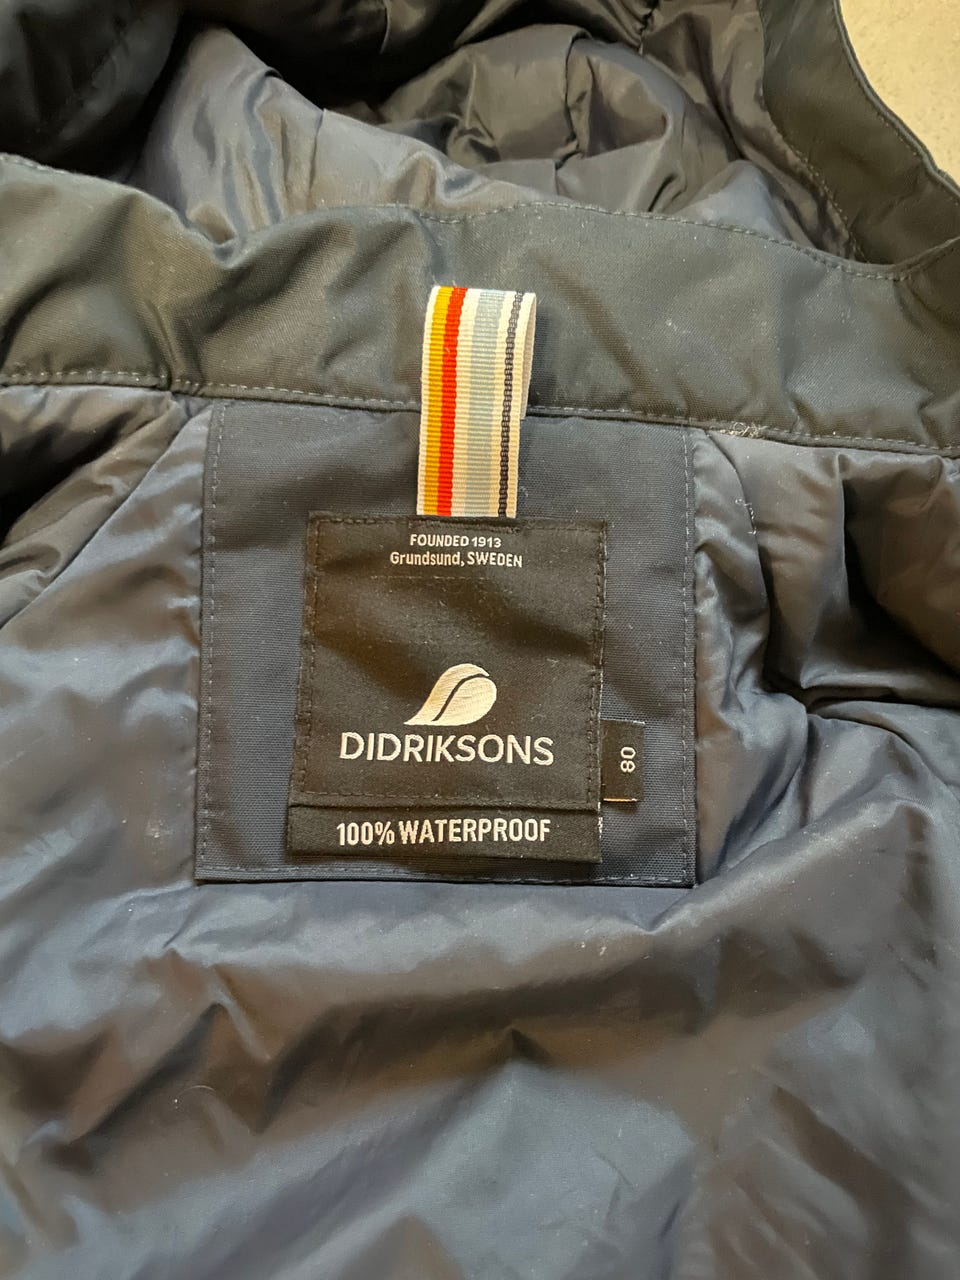 FOUNDED 1913
Grundsund, SWEDEN
DIDRIKSONS
80
100% WATERPROOF